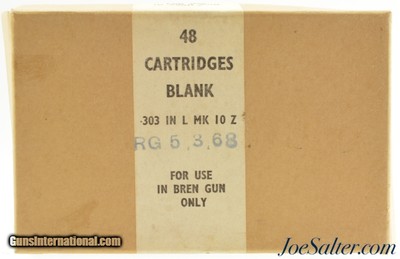 48
CARTRIDGES
BLANK
·303 IN L MK 10 Z
RG 5.3.68
FOR USE
IN BREN GUN
ONLY
GunsInternational.com
JoeSalter.com